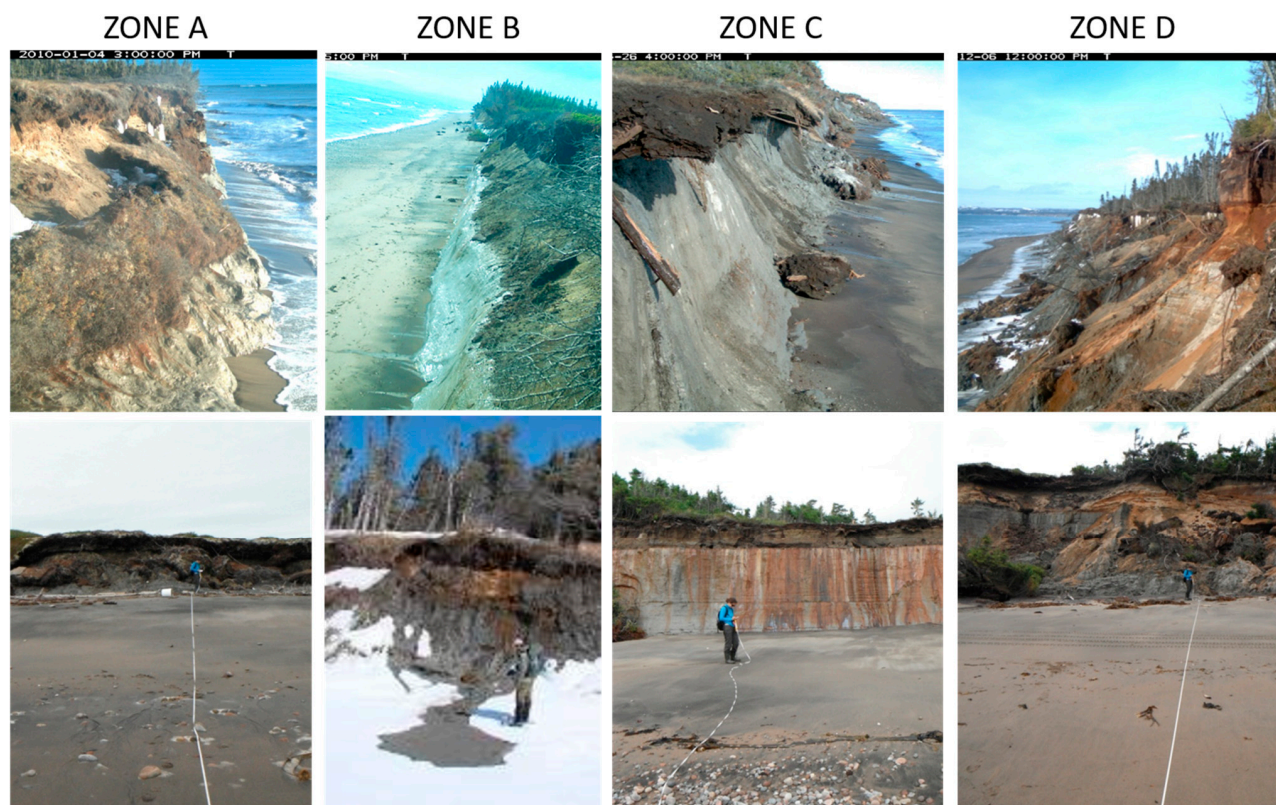 ZONE A
ZONE B
ZONE C
ZONE D
2010-01-04 3:00:00 PM T
5:00 PM T
-26 4:00:00 PM T
12-06 12:00:00 PM T